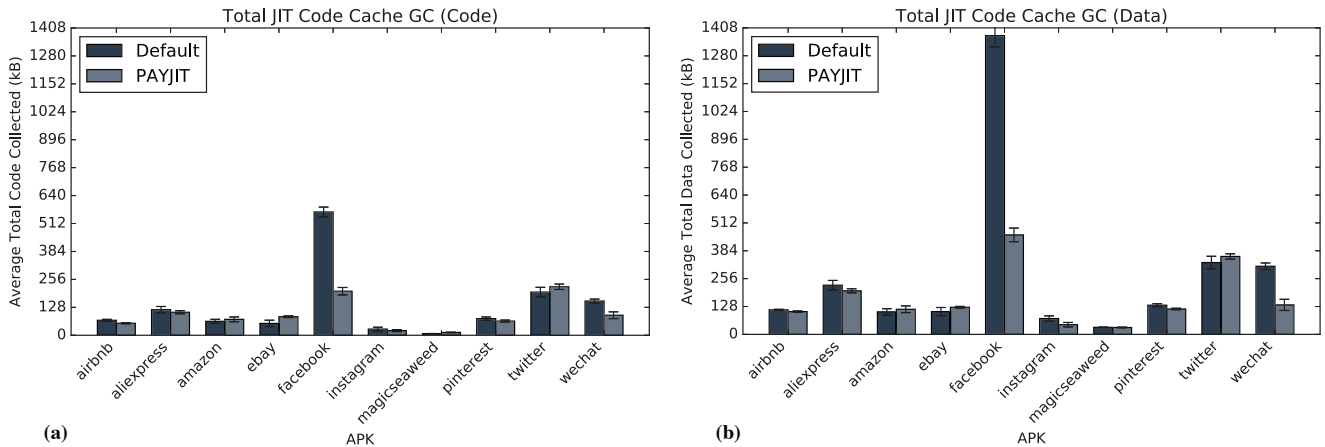 Total JIT Code Cache GC (Code)
Average Total Code Collected (kB)
1408
1280
1152
1024
896
768
640
512
384
256
128
0
Default
PAYJIT
airbnb
aliexpress
amazon
ebay
facebook
instagram
magicseaweed
pinterest
twitter
wechat
APK
(a)
Total JIT Code Cache GC (Data)
Average Total Data Collected (kB)
1408
1280
1152
1024
896
768
640
512
384
256
128
0
Default
PAYJIT
airbnb
aliexpress
amazon
ebay
facebook
instagram
magicseaweed
pinterest
twitter
wechat
APK
(b)